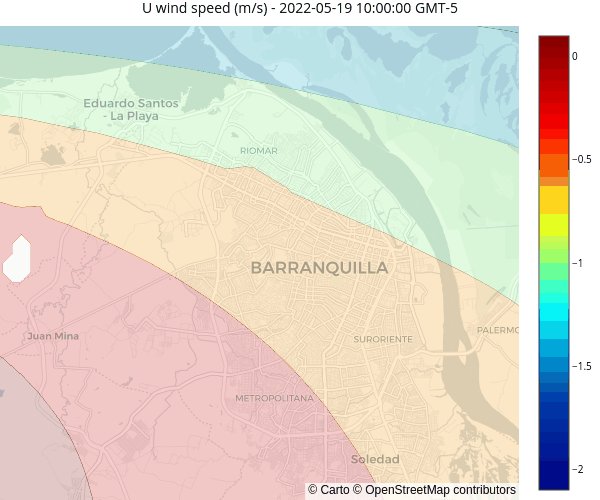 U wind speed (m/s) - 2022-05-19 10:00:00 GMT-5
0
Eduardo Santos
- La Playa
RIOMAR
−0.5
BARRANQUILLA
−1
Juan Mina
SURORIENTE
PALERMO
−1.5
METROPOLITANA
Soledad
−2
© Carto © OpenStreetMap contributors